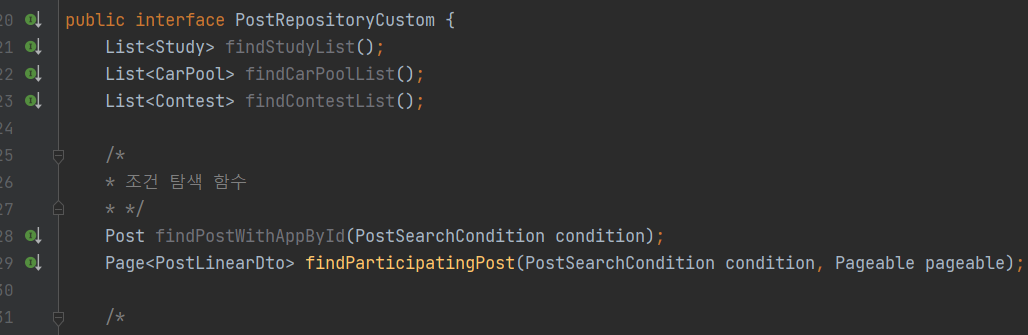 20 public interface PostRepositoryCustom {
21 List<Study> findStudyList();
22 List<CarPool> findCarPoolList();
23 List<Contest> findContestList();
24
25 /*
26 * 조건 탐색 함수
27 * */
28 Post findPostWithAppById(PostSearchCondition condition);
29 Page<PostLinearDto> findParticipatingPost(PostSearchCondition condition, Pageable pageable);
30
31 /*